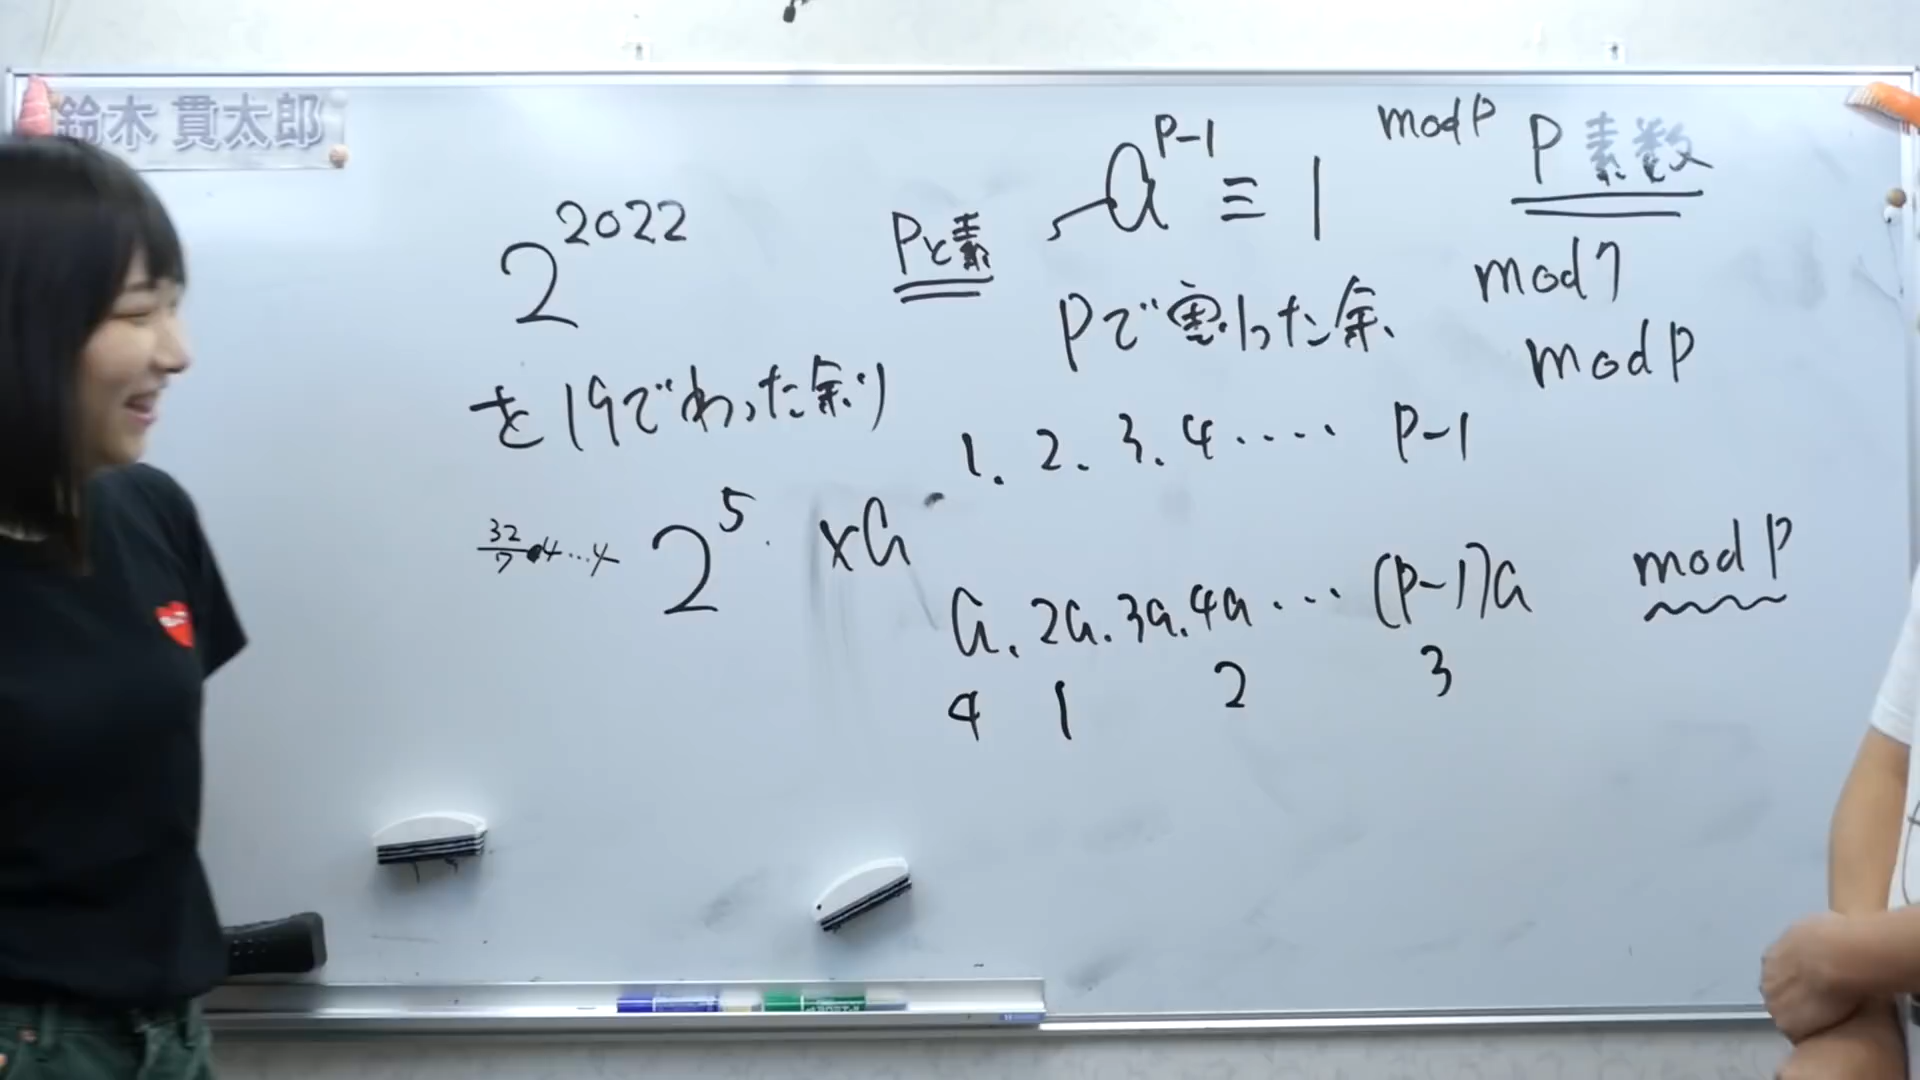 鈴木 貫太郎
2^2022
を19でわった余り
32/7 4…4
2^5
×a
Pと素
a^P-1 ≡ 1 mod P P 素数
Pで割った余 mod 7
mod P
1. 2. 3. 4 ‥‥ P-1
a. 2a. 3a. 4a … (P-1)a mod P
4 1 2 3